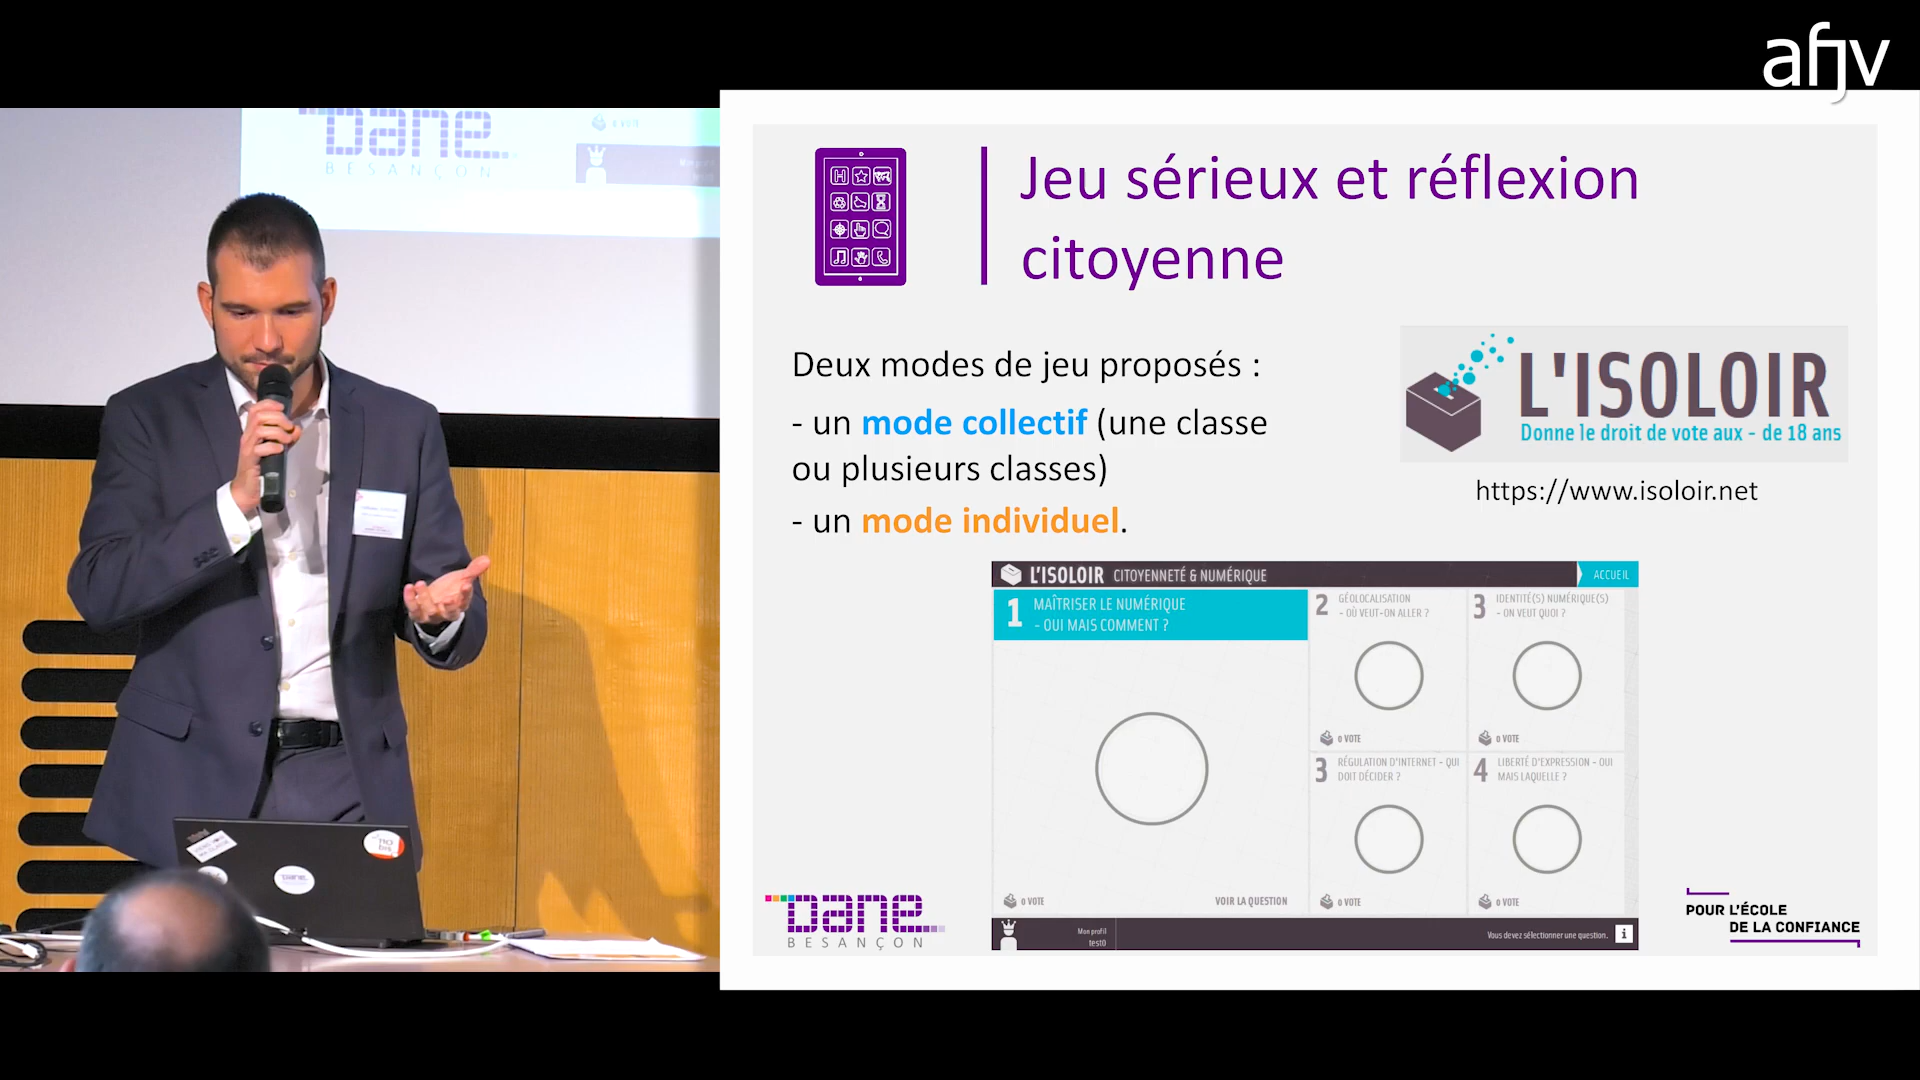 afjv
Dane
BESANÇON
0 VOTE
Mon profil
Jeu sérieux et réflexion
citoyenne
Deux modes de jeu proposés :
- un mode collectif (une classe
ou plusieurs classes)
- un mode individuel.
L'ISOLOIR
Donne le droit de vote aux - de 18 ans
https://www.isoloir.net
L'ISOLOIR CITOYENNETÉ & NUMÉRIQUE
ACCUEIL
1 MAÎTRISER LE NUMÉRIQUE
- OUI MAIS COMMENT ?
0 VOTE
VOIR LA QUESTION
2 GÉOLOCALISATION
- OÙ VEUT-ON ALLER ?
0 VOTE
3 IDENTITÉ(S) NUMÉRIQUE(S)
- ON VEUT QUOI ?
0 VOTE
3 RÉGULATION D'INTERNET - QUI
DOIT DÉCIDER ?
0 VOTE
4 LIBERTÉ D'EXPRESSION - OUI
MAIS LAQUELLE ?
0 VOTE
Mon profil
test0
Vous devez sélectionner une question.
i
Dane
BESANÇON
POUR L'ÉCOLE
DE LA CONFIANCE